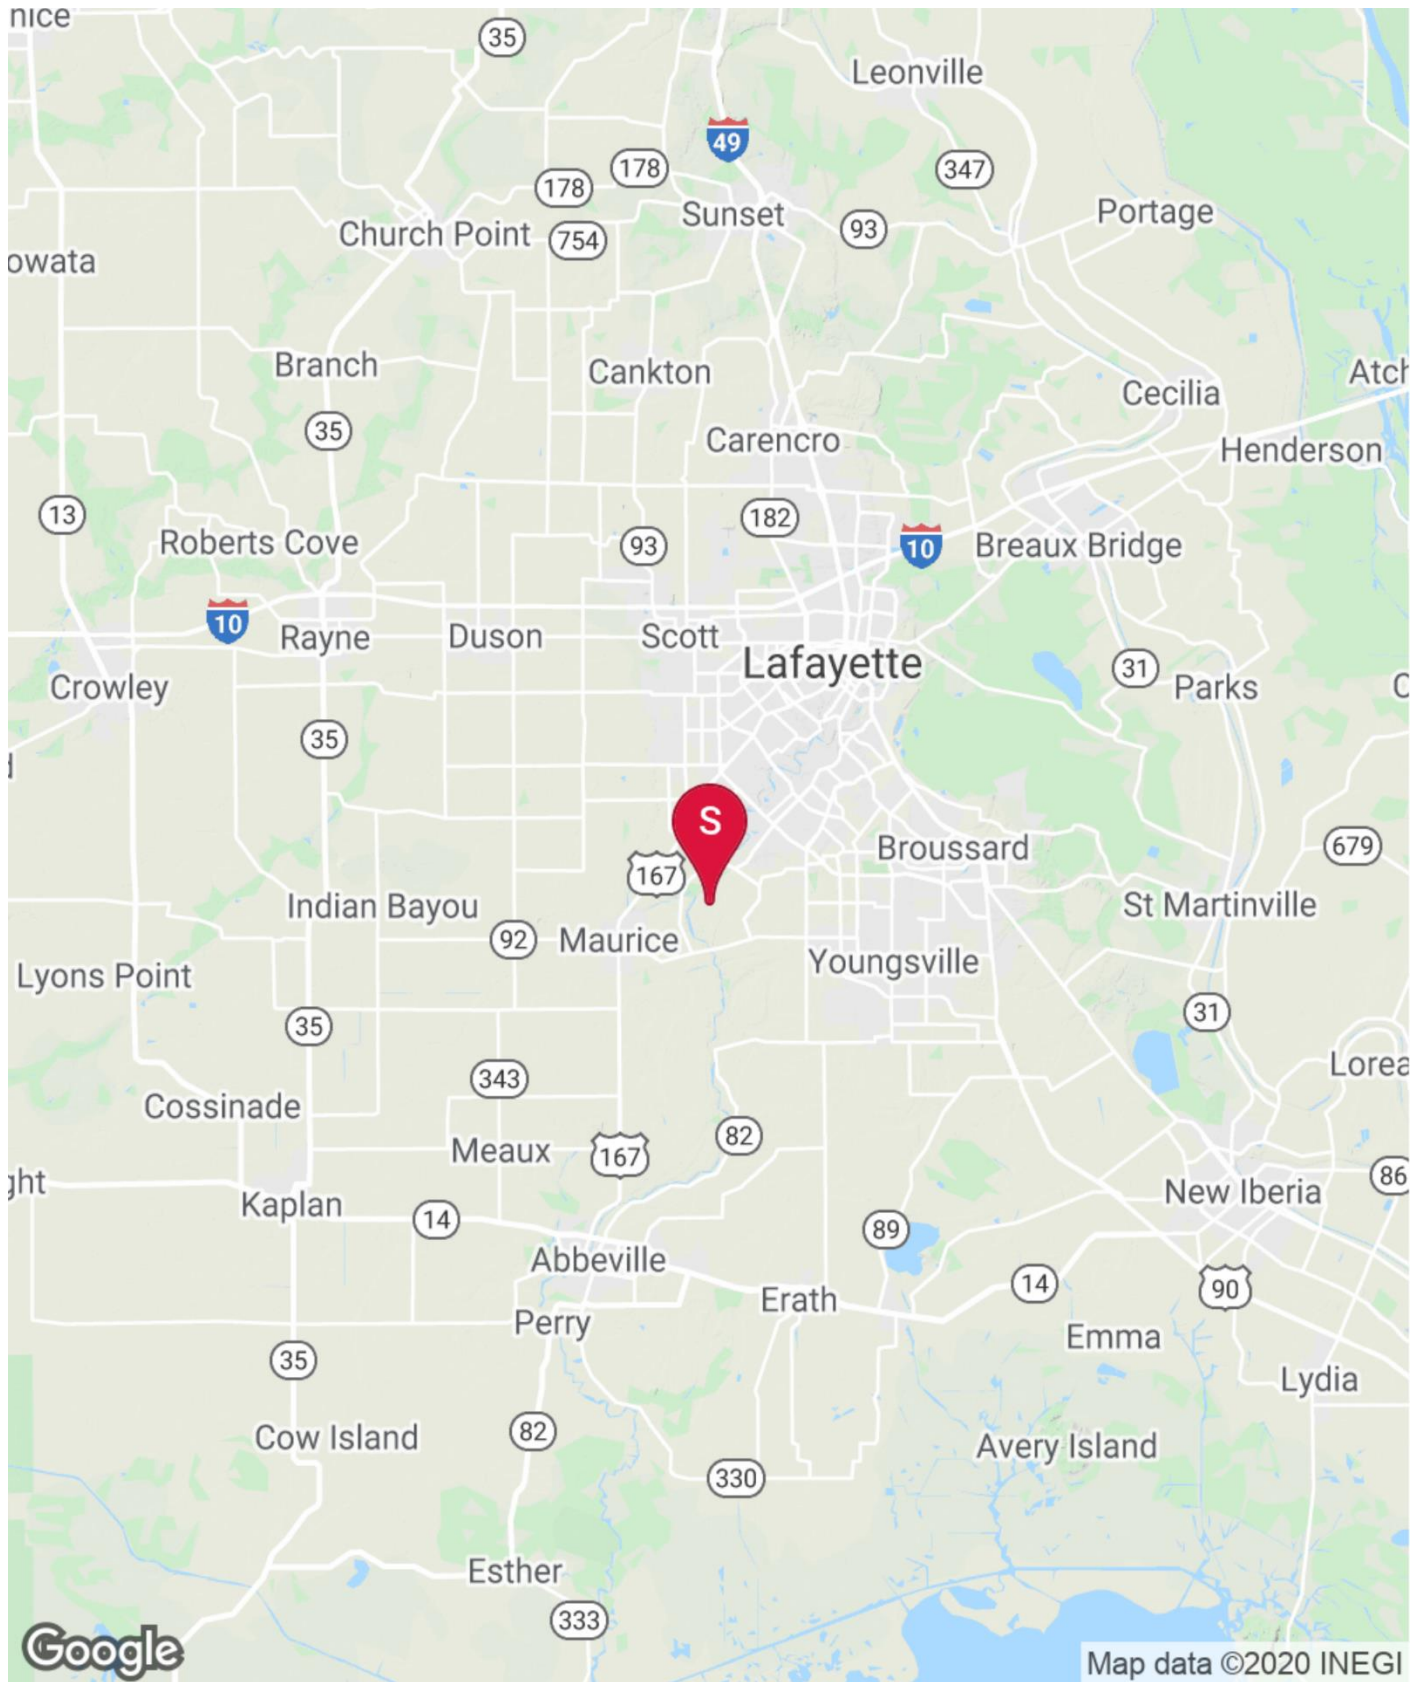 nice
35
Leonville
49
178
178
347
Sunset
Portage
Church Point
754
93
owata
Branch
Cankton
Atch
Cecilia
35
Carencro
Henderson
13
182
Roberts Cove
93
10
Breaux Bridge
10
Rayne
Duson
Scott
Lafayette
31
Crowley
Parks
C
35
d
S
Broussard
679
167
Indian Bayou
St Martinville
92
Maurice
Youngsville
Lyons Point
31
35
Lorea
343
Cossinade
82
Meaux
167
ght
86
New Iberia
Kaplan
14
89
Abbeville
14
90
Erath
Perry
Emma
35
Lydia
Cow Island
82
Avery Island
330
Esther
333
Google
Map data ©2020 INEGI